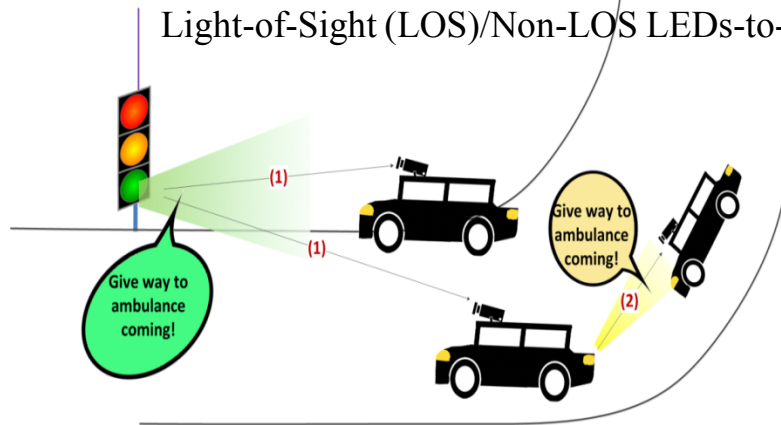 Light-of-Sight (LOS)/Non-LOS LEDs-to-
(1)
(1)
Give way to
ambulance
coming!
Give way to
ambulance
coming!
(2)